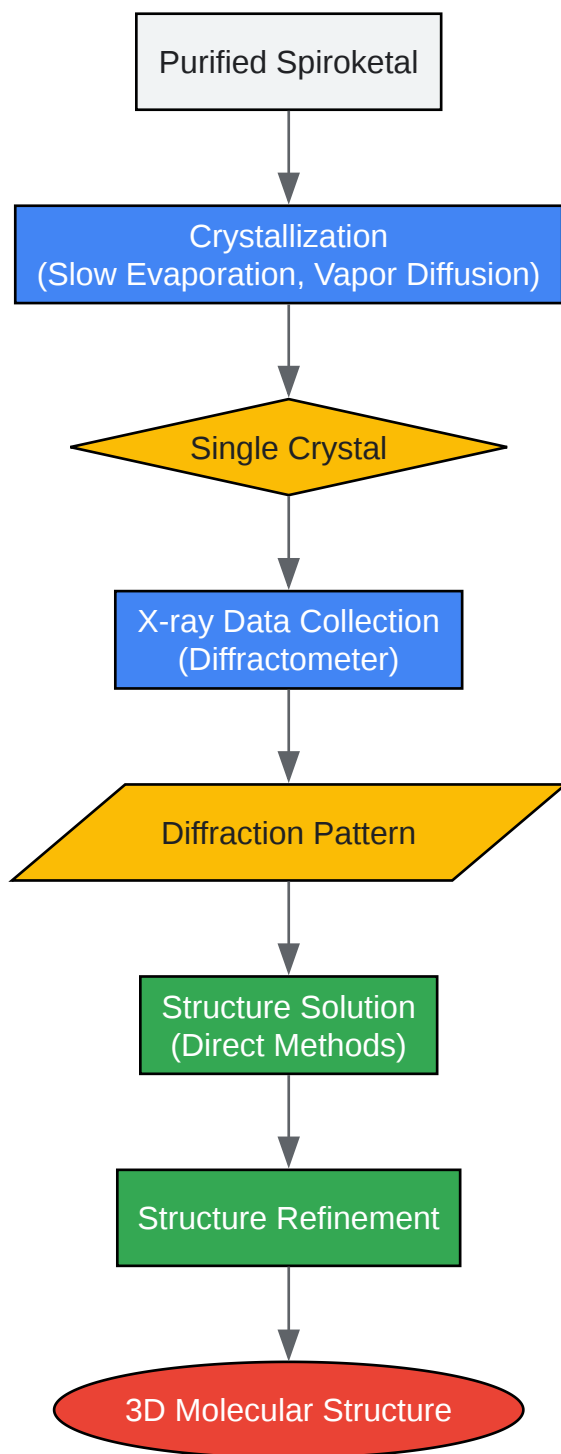 Purified Spiroketal
Crystallization
(Slow Evaporation, Vapor Diffusion)
Single Crystal
X-ray Data Collection
(Diffractometer)
Diffraction Pattern
Structure Solution
(Direct Methods)
Structure Refinement
3D Molecular Structure